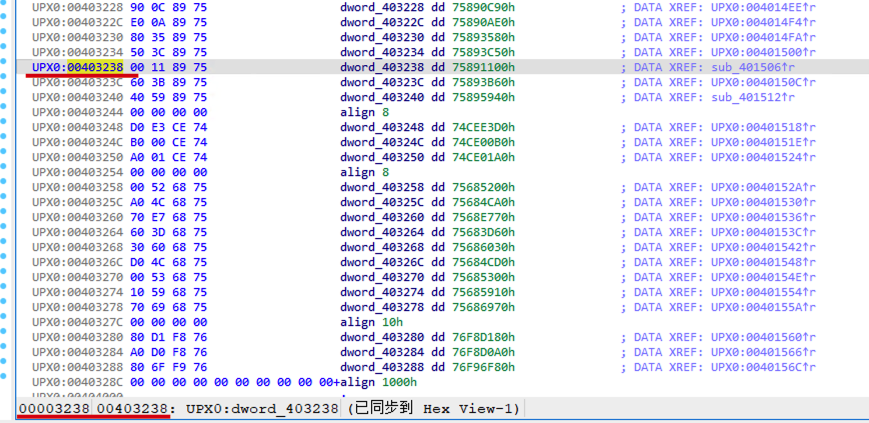 UPX0:00403228 90 0C 89 75 dword_403228 dd 75890C90h ; DATA XREF: UPX0:004014EE↑r
UPX0:0040322C E0 0A 89 75 dword_40322C dd 75890AE0h ; DATA XREF: UPX0:004014F4↑r
UPX0:00403230 80 35 89 75 dword_403230 dd 75893580h ; DATA XREF: UPX0:004014FA↑r
UPX0:00403234 50 3C 89 75 dword_403234 dd 75893C50h ; DATA XREF: UPX0:00401500↑r
UPX0:00403238 00 11 89 75 dword_403238 dd 75891100h ; DATA XREF: sub_401506↑r
UPX0:0040323C 60 3B 89 75 dword_40323C dd 75893B60h ; DATA XREF: UPX0:0040150C↑r
UPX0:00403240 40 59 89 75 dword_403240 dd 75895940h ; DATA XREF: sub_401512↑r
UPX0:00403244 00 00 00 00 align 8
UPX0:00403248 D0 E3 CE 74 dword_403248 dd 74CEE3D0h ; DATA XREF: UPX0:00401518↑r
UPX0:0040324C B0 00 CE 74 dword_40324C dd 74CE00B0h ; DATA XREF: UPX0:0040151E↑r
UPX0:00403250 A0 01 CE 74 dword_403250 dd 74CE01A0h ; DATA XREF: UPX0:00401524↑r
UPX0:00403254 00 00 00 00 align 8
UPX0:00403258 00 52 68 75 dword_403258 dd 75685200h ; DATA XREF: UPX0:0040152A↑r
UPX0:0040325C A0 4C 68 75 dword_40325C dd 75684CA0h ; DATA XREF: UPX0:00401530↑r
UPX0:00403260 70 E7 68 75 dword_403260 dd 7568E770h ; DATA XREF: UPX0:00401536↑r
UPX0:00403264 60 3D 68 75 dword_403264 dd 75683D60h ; DATA XREF: UPX0:0040153C↑r
UPX0:00403268 30 60 68 75 dword_403268 dd 75686030h ; DATA XREF: UPX0:00401542↑r
UPX0:0040326C D0 4C 68 75 dword_40326C dd 75684CD0h ; DATA XREF: UPX0:00401548↑r
UPX0:00403270 00 53 68 75 dword_403270 dd 75685300h ; DATA XREF: UPX0:0040154E↑r
UPX0:00403274 10 59 68 75 dword_403274 dd 75685910h ; DATA XREF: UPX0:00401554↑r
UPX0:00403278 70 69 68 75 dword_403278 dd 75686970h ; DATA XREF: UPX0:0040155A↑r
UPX0:0040327C 00 00 00 00 align 10h
UPX0:00403280 80 D1 F8 76 dword_403280 dd 76F8D180h ; DATA XREF: UPX0:00401560↑r
UPX0:00403284 A0 D0 F8 76 dword_403284 dd 76F8D0A0h ; DATA XREF: UPX0:00401566↑r
UPX0:00403288 80 6F F9 76 dword_403288 dd 76F96F80h ; DATA XREF: UPX0:0040156C↑r
UPX0:0040328C 00 00 00 00 00 00 00 00 00 00 00+align 1000h
00003238 00403238: UPX0:dword_403238 (已同步到 Hex View-1)